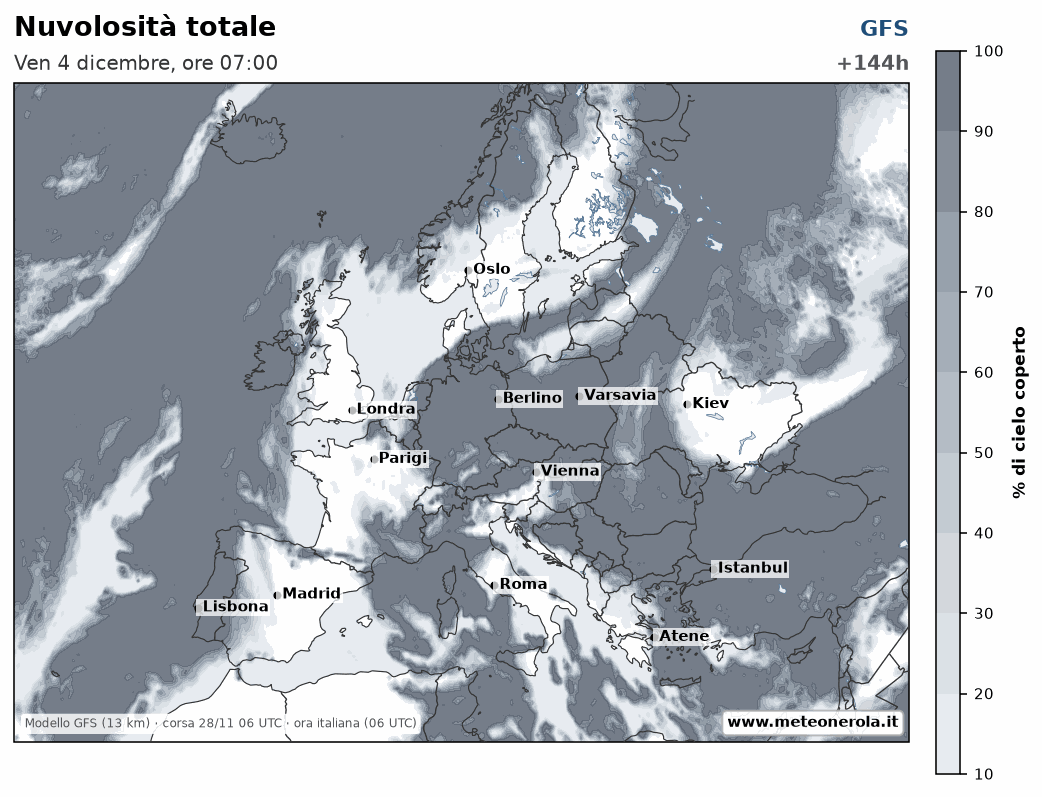 Nuvolosità totale
GFS
Ven 4 dicembre, ore 07:00
+144h
100
90
80
70
60
50
40
30
20
10
% di cielo coperto
Oslo
Londra
Berlino
Varsavia
Kiev
Parigi
Vienna
Istanbul
Roma
Madrid
Lisbona
Atene
Modello GFS (13 km) · corsa 28/11 06 UTC · ora italiana (06 UTC)
www.meteonerola.it